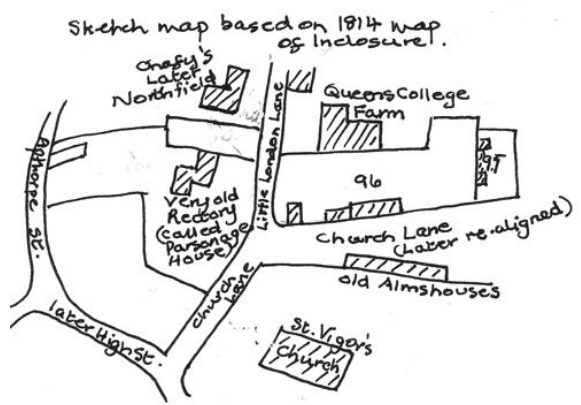 Sketch map based on 1814 map
of Inclosure.
Onafy's
Later
Northfield
Queens College
Farm
Little London Lane
Apthorpe St.
95
96
Very old
Rectory
(called
Parsonage
House)
Church Lane
(Later re-aligned)
Church
Lane
old Almshouses
later High St.
St. Vigor's
Church